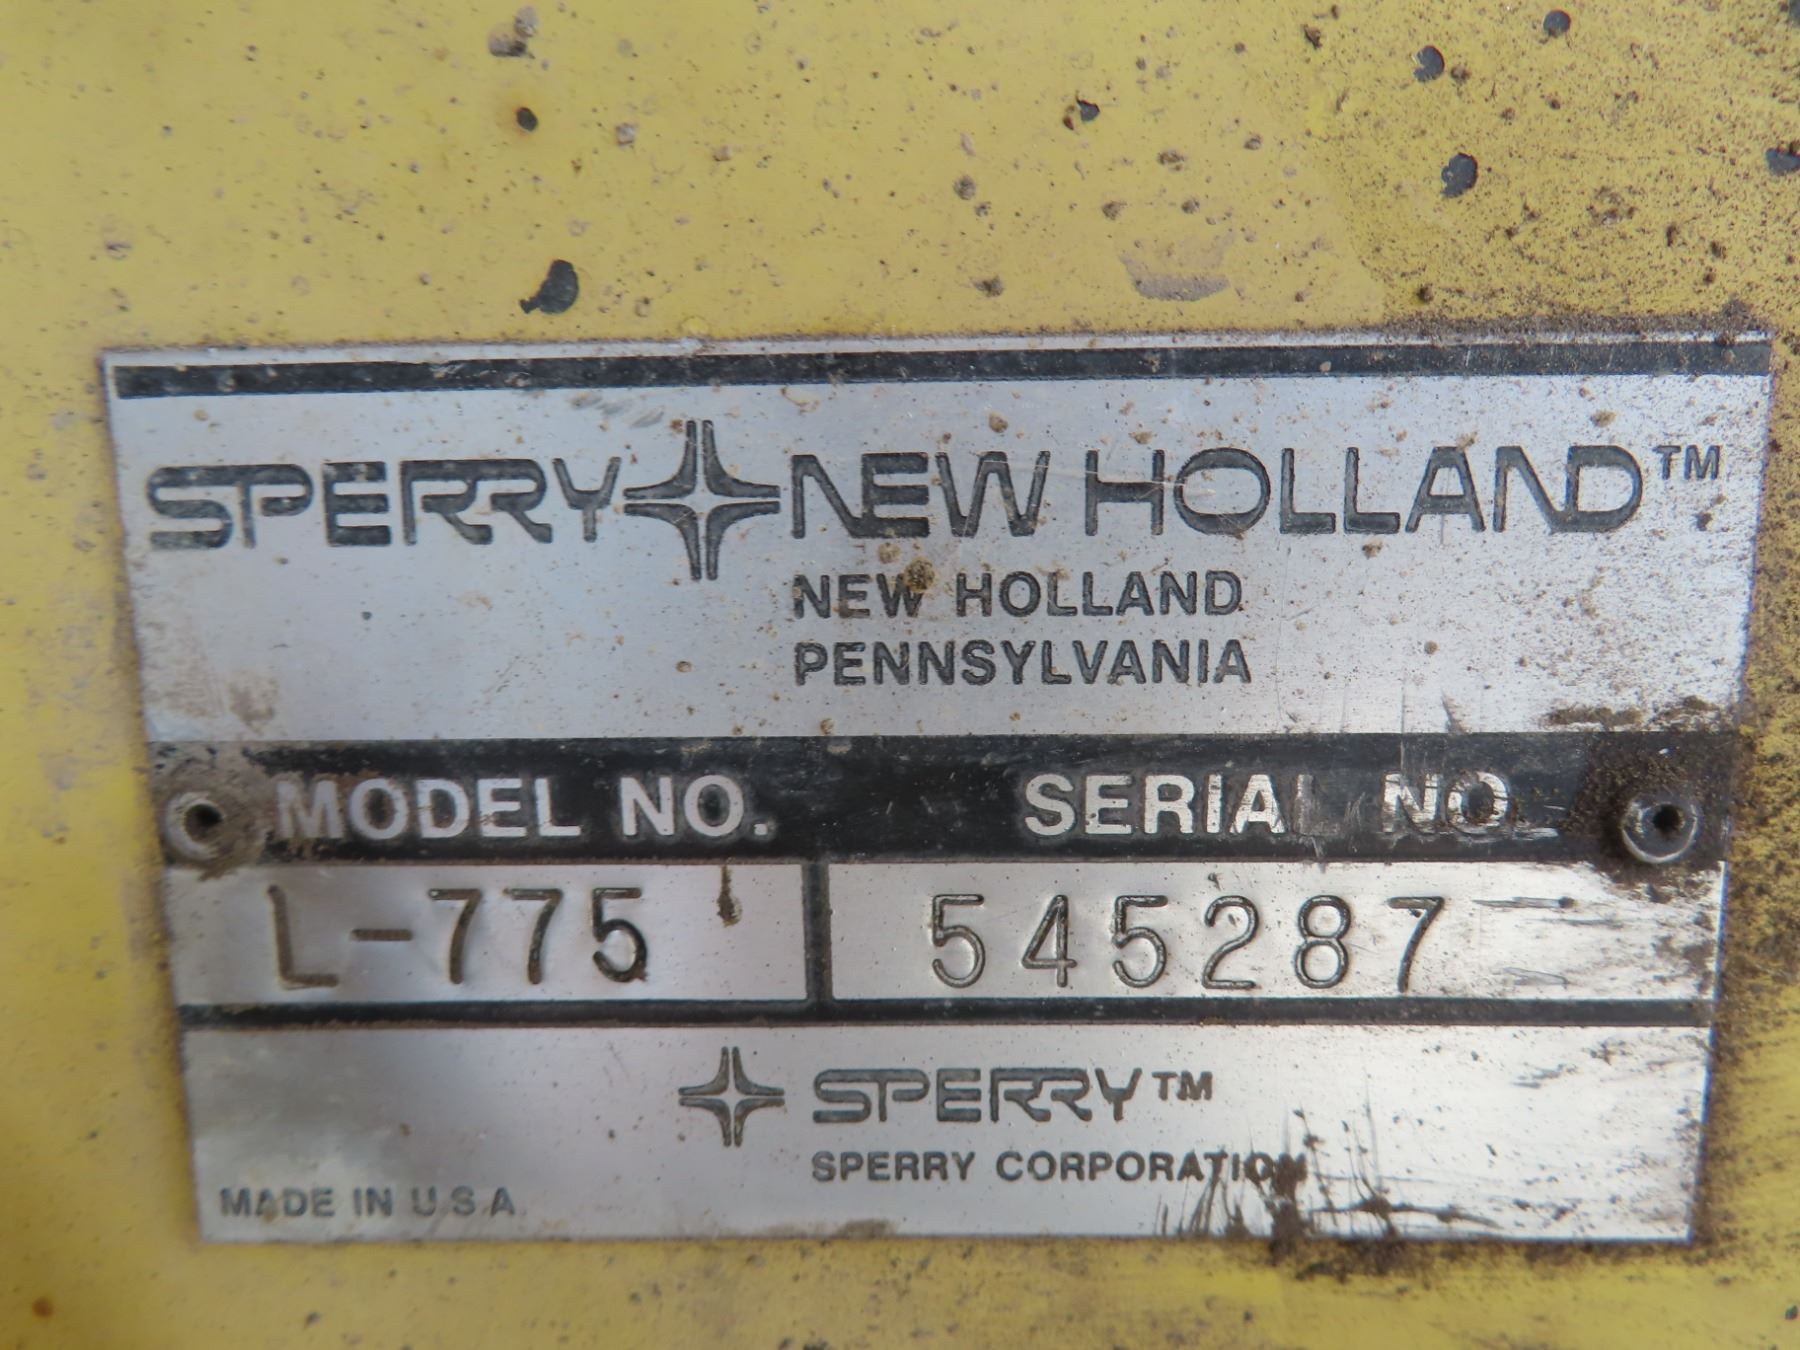 SPERRY NEW HOLLAND™
NEW HOLLAND
PENNSYLVANIA
MODEL NO. SERIAL NO.
L-775 545287
SPERRY™
SPERRY CORPORATION
MADE IN U.S.A.